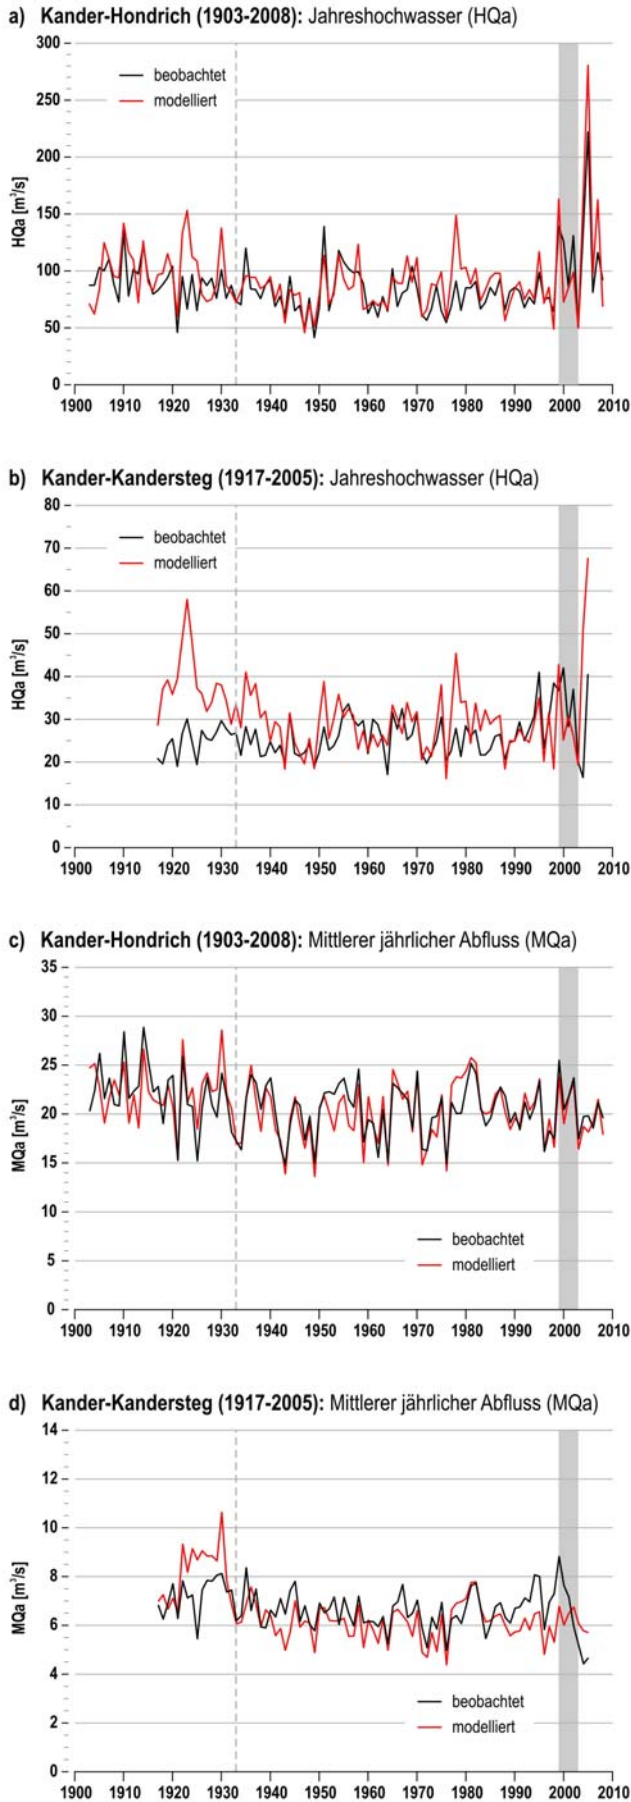 a) Kander-Hondrich (1903-2008): Jahreshochwasser (HQa)
300
250
200
150
100
50
0
HQa [m³/s]
beobachtet
modelliert
1900 1910 1920 1930 1940 1950 1960 1970 1980 1990 2000 2010
b) Kander-Kandersteg (1917-2005): Jahreshochwasser (HQa)
80
70
60
50
40
30
20
10
0
HQa [m³/s]
beobachtet
modelliert
1900 1910 1920 1930 1940 1950 1960 1970 1980 1990 2000 2010
c) Kander-Hondrich (1903-2008): Mittlerer jährlicher Abfluss (MQa)
35
30
25
20
15
10
5
0
MQa [m³/s]
beobachtet
modelliert
1900 1910 1920 1930 1940 1950 1960 1970 1980 1990 2000 2010
d) Kander-Kandersteg (1917-2005): Mittlerer jährlicher Abfluss (MQa)
14
12
10
8
6
4
2
0
MQa [m³/s]
beobachtet
modelliert
1900 1910 1920 1930 1940 1950 1960 1970 1980 1990 2000 2010